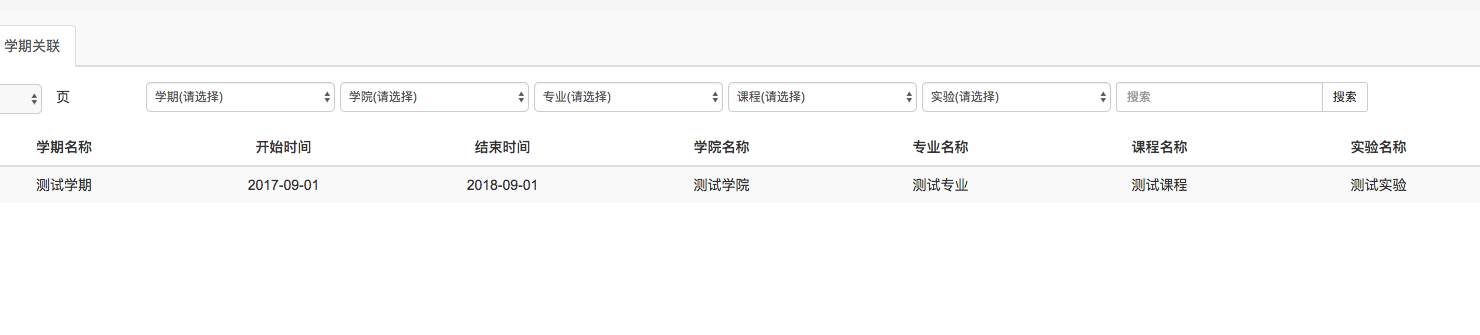 学期关联
页 学期(请选择) 学院(请选择) 专业(请选择) 课程(请选择) 实验(请选择) 搜索 搜索
学期名称 开始时间 结束时间 学院名称 专业名称 课程名称 实验名称
测试学期 2017-09-01 2018-09-01 测试学院 测试专业 测试课程 测试实验